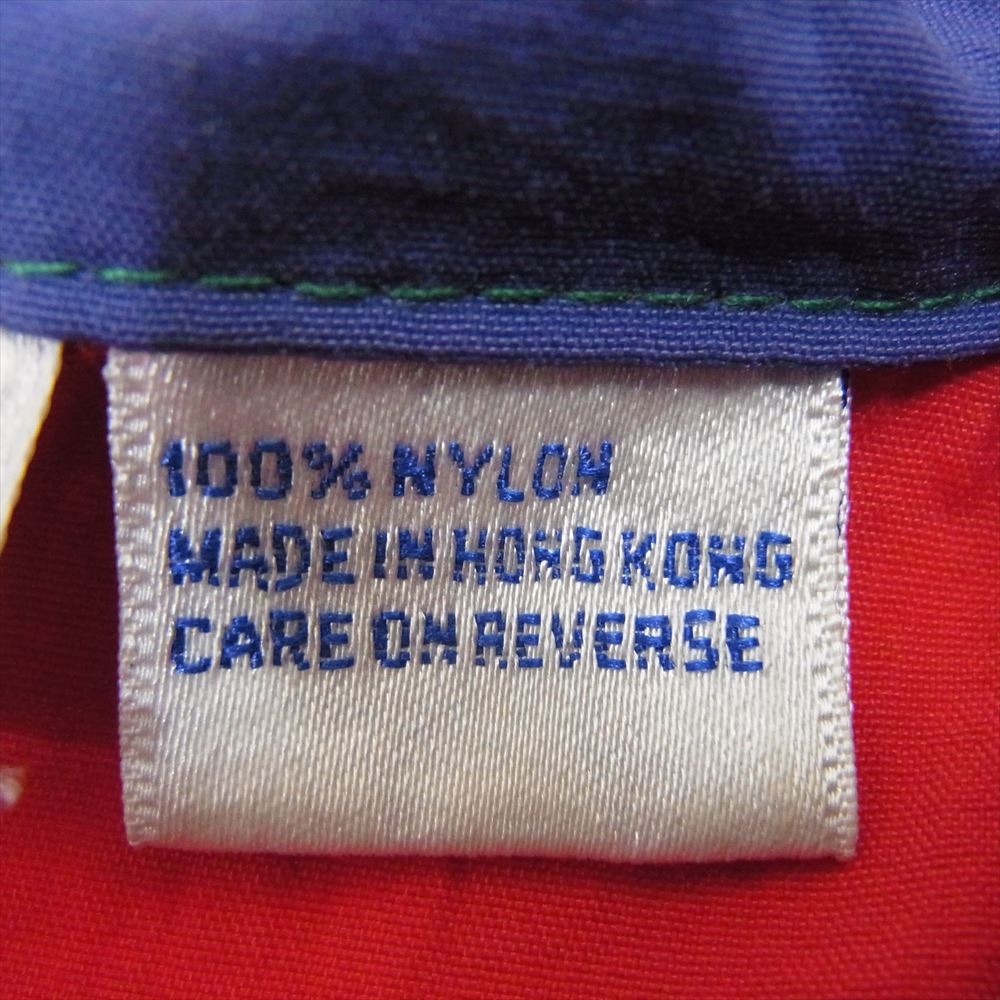 100% NYLON
MADE IN HONG KONG
CARE ON REVERSE